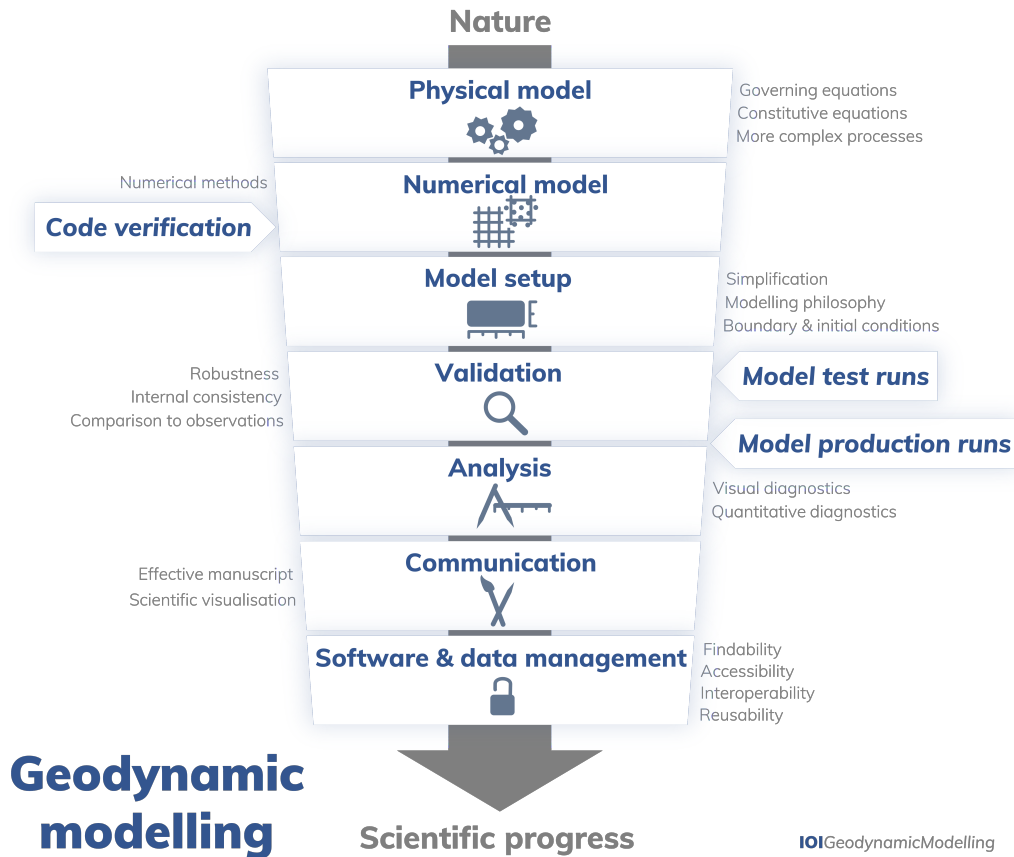 Nature
Physical model
Governing equations
Constitutive equations
More complex processes
Numerical methods
Numerical model
Code verification
Model setup
Simplification
Modelling philosophy
Boundary & initial conditions
Robustness
Internal consistency
Comparison to observations
Validation
Model test runs
Model production runs
Analysis
Visual diagnostics
Quantitative diagnostics
Communication
Effective manuscript
Scientific visualisation
Software & data management
Findability
Accessibility
Interoperability
Reusability
Geodynamic
modelling
Scientific progress
IOIGeodynamicModelling